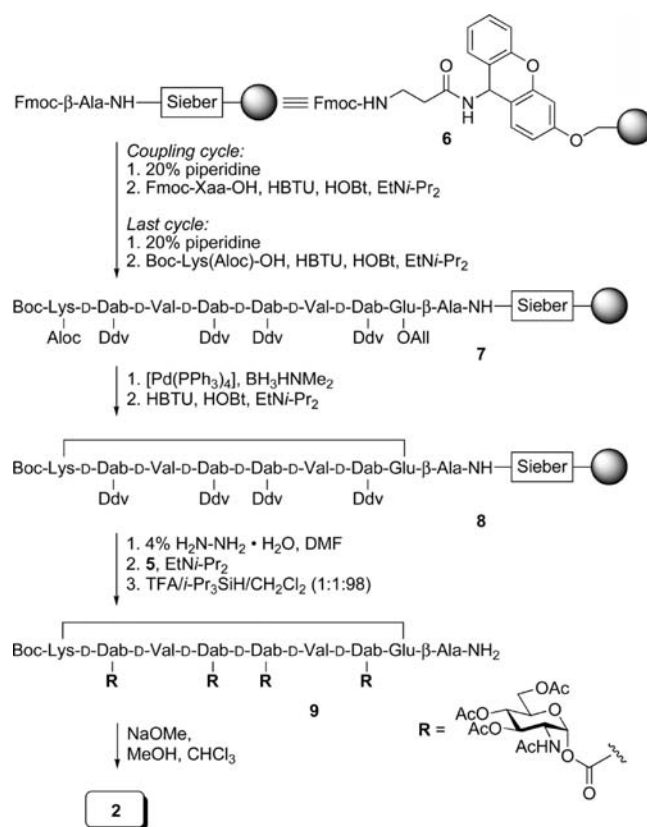 Fmoc-β-Ala-NH Sieber Fmoc-HN O N H O O 6
Coupling cycle:
1. 20% piperidine
2. Fmoc-Xaa-OH, HBTU, HOBt, EtNi-Pr2
Last cycle:
1. 20% piperidine
2. Boc-Lys(Aloc)-OH, HBTU, HOBt, EtNi-Pr2
Boc-Lys-D-Dab-D-Val-D-Dab-D-Dab-D-Val-D-Dab-Glu-β-Ala-NH Sieber
Aloc Ddv Ddv Ddv Ddv OAll 7
1. [Pd(PPh3)4], BH3HNMe2
2. HBTU, HOBt, EtNi-Pr2
Boc-Lys-D-Dab-D-Val-D-Dab-D-Dab-D-Val-D-Dab-Glu-β-Ala-NH Sieber
Ddv Ddv Ddv Ddv 8
1. 4% H2N-NH2 • H2O, DMF
2. 5, EtNi-Pr2
3. TFA/i-Pr3SiH/CH2Cl2 (1:1:98)
Boc-Lys-D-Dab-D-Val-D-Dab-D-Dab-D-Val-D-Dab-Glu-β-Ala-NH2
R R R R
9
NaOMe,
MeOH, CHCl3
2
R =
OAc
AcO O
AcO
AcHN
O
O